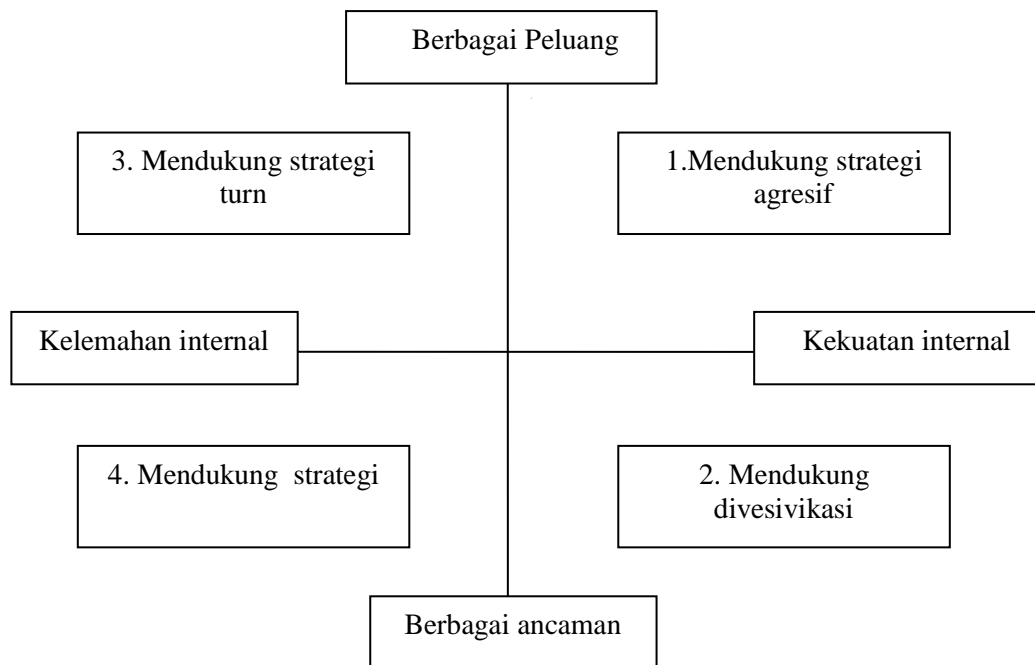 Berbagai Peluang
3. Mendukung strategi
turn
1.Mendukung strategi
agresif
Kelemahan internal
Kekuatan internal
4. Mendukung  strategi
2. Mendukung
divesivikasi
Berbagai ancaman